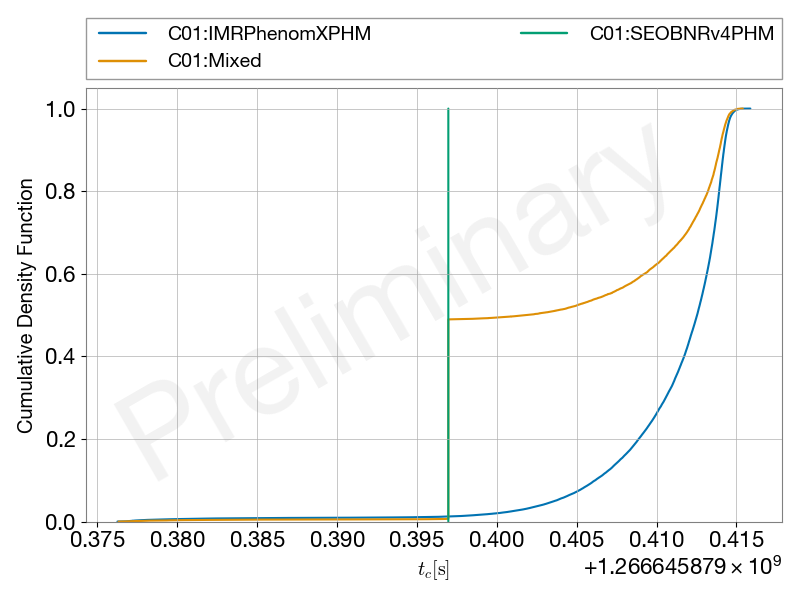 C01:IMRPhenomXPHM
C01:Mixed
C01:SEOBNRv4PHM
Preliminary
Cumulative Density Function
1.0
0.8
0.6
0.4
0.2
0.0
0.375 0.380 0.385 0.390 0.395 0.400 0.405 0.410 0.415
t_c[s]
+1.266645879 × 10⁹